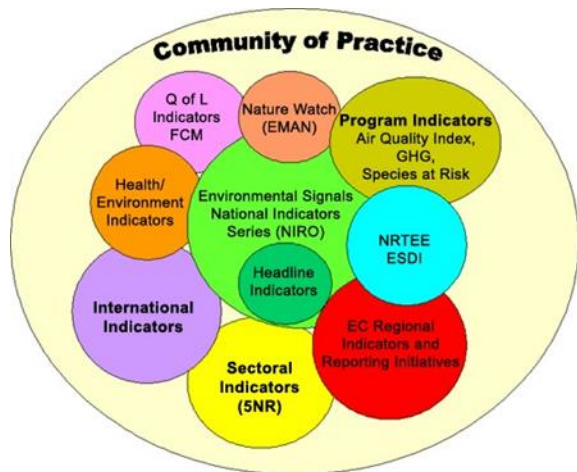 Community of Practice
Q of L
Indicators
FCM
Nature Watch
(EMAN)
Program Indicators
Air Quality Index,
GHG,
Species at Risk
Health/
Environment
Indicators
Environmental Signals
National Indicators
Series (NIRO)
NRTEE
ESDI
Headline
Indicators
International
Indicators
EC Regional
Indicators and
Reporting Initiatives
Sectoral
Indicators
(5NR)